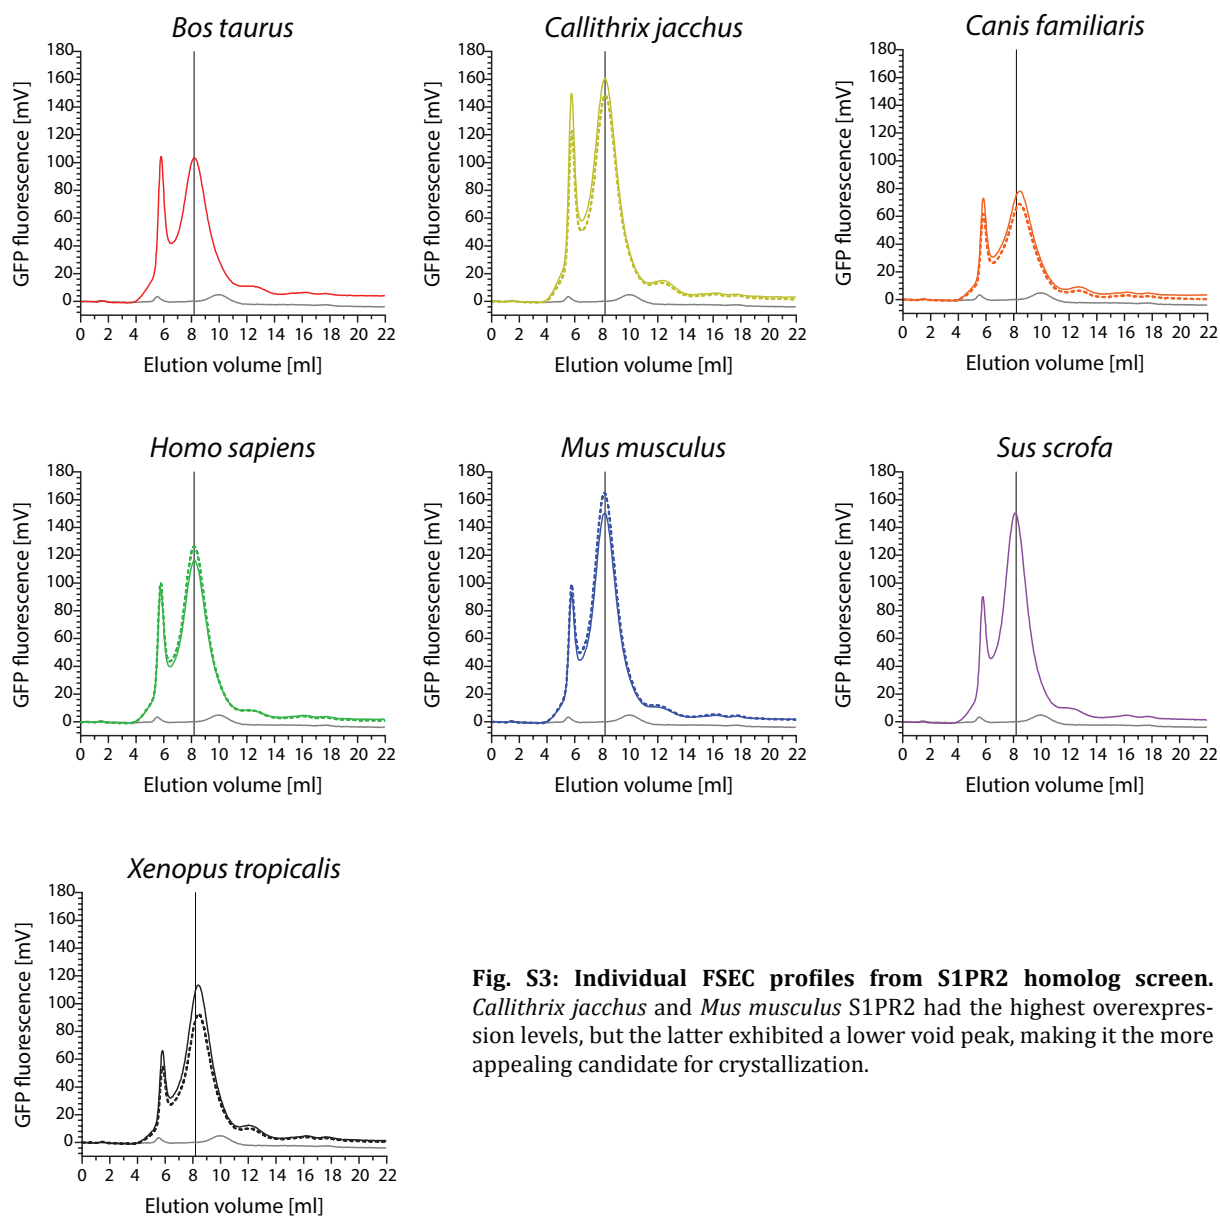 Bos taurus
180
160
140
120
100
80
60
40
20
0
GFP fluorescence [mV]
0 2 4 6 8 10 12 14 16 18 20 22
Elution volume [ml]
Callithrix jacchus
180
160
140
120
100
80
60
40
20
0
GFP fluorescence [mV]
0 2 4 6 8 10 12 14 16 18 20 22
Elution volume [ml]
Canis familiaris
180
160
140
120
100
80
60
40
20
0
GFP fluorescence [mV]
0 2 4 6 8 10 12 14 16 18 20 22
Elution volume [ml]
Homo sapiens
180
160
140
120
100
80
60
40
20
0
GFP fluorescence [mV]
0 2 4 6 8 10 12 14 16 18 20 22
Elution volume [ml]
Mus musculus
180
160
140
120
100
80
60
40
20
0
GFP fluorescence [mV]
0 2 4 6 8 10 12 14 16 18 20 22
Elution volume [ml]
Sus scrofa
180
160
140
120
100
80
60
40
20
0
GFP fluorescence [mV]
0 2 4 6 8 10 12 14 16 18 20 22
Elution volume [ml]
Xenopus tropicalis
180
160
140
120
100
80
60
40
20
0
GFP fluorescence [mV]
0 2 4 6 8 10 12 14 16 18 20 22
Elution volume [ml]
Fig. S3: Individual FSEC profiles from S1PR2 homolog screen.
Callithrix jacchus and Mus musculus S1PR2 had the highest overexpres-
sion levels, but the latter exhibited a lower void peak, making it the more
appealing candidate for crystallization.